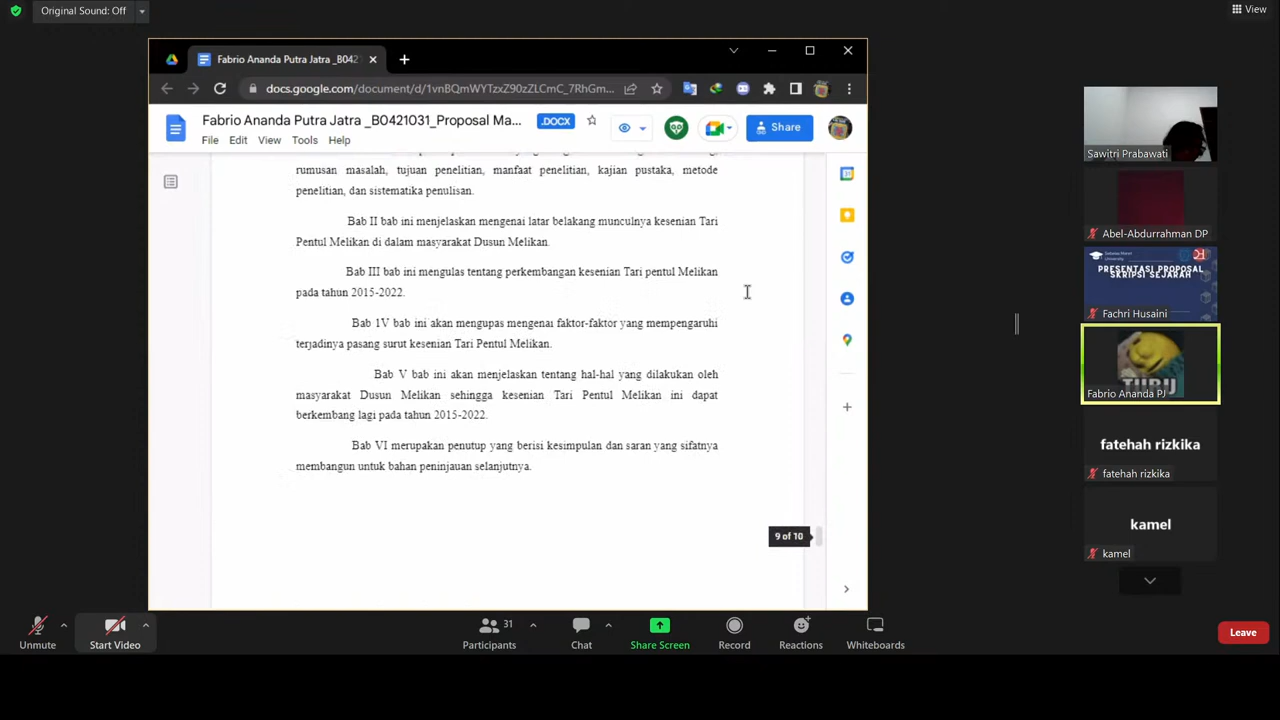 Original Sound: Off
View
Fabrio Ananda Putra Jatra _B042
docs.google.com/document/d/1vnBQmWYTzxZ90zZLCmC_7RhGm...
Fabrio Ananda Putra Jatra _B0421031_Proposal Ma...
.DOCX
Share
File Edit View Tools Help
rumusan masalah, tujuan penelitian, manfaat penelitian, kajian pustaka, metode
penelitian, dan sistematika penulisan.
Bab II bab ini menjelaskan mengenai latar belakang munculnya kesenian Tari
Pentul Melikan di dalam masyarakat Dusun Melikan.
Bab III bab ini mengulas tentang perkembangan kesenian Tari pentul Melikan
pada tahun 2015-2022.
Bab 1V bab ini akan mengupas mengenai faktor-faktor yang mempengaruhi
terjadinya pasang surut kesenian Tari Pentul Melikan.
Bab V bab ini akan menjelaskan tentang hal-hal yang dilakukan oleh
masyarakat Dusun Melikan sehingga kesenian Tari Pentul Melikan ini dapat
berkembang lagi pada tahun 2015-2022.
Bab VI merupakan penutup yang berisi kesimpulan dan saran yang sifatnya
membangun untuk bahan peninjauan selanjutnya.
9 of 10
Sawitri Prabawati
Abel-Abdurrahman DP
PRESENTASI PROPOSAL
SKRIPSI SEJARAH
Fachri Husaini
TURU
Fabrio Ananda PJ
fatehah rizkika
fatehah rizkika
kamel
kamel
Unmute
Start Video
31
Participants
Chat
Share Screen
Record
Reactions
Whiteboards
Leave